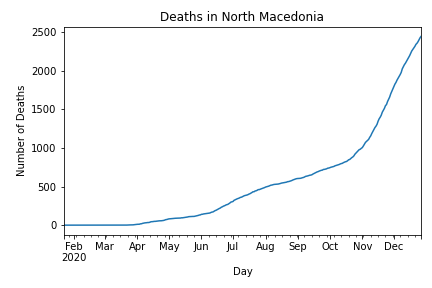 Deaths in North Macedonia
Number of Deaths
2500
2000
1500
1000
500
0
Feb Mar Apr May Jun Jul Aug Sep Oct Nov Dec
2020
Day